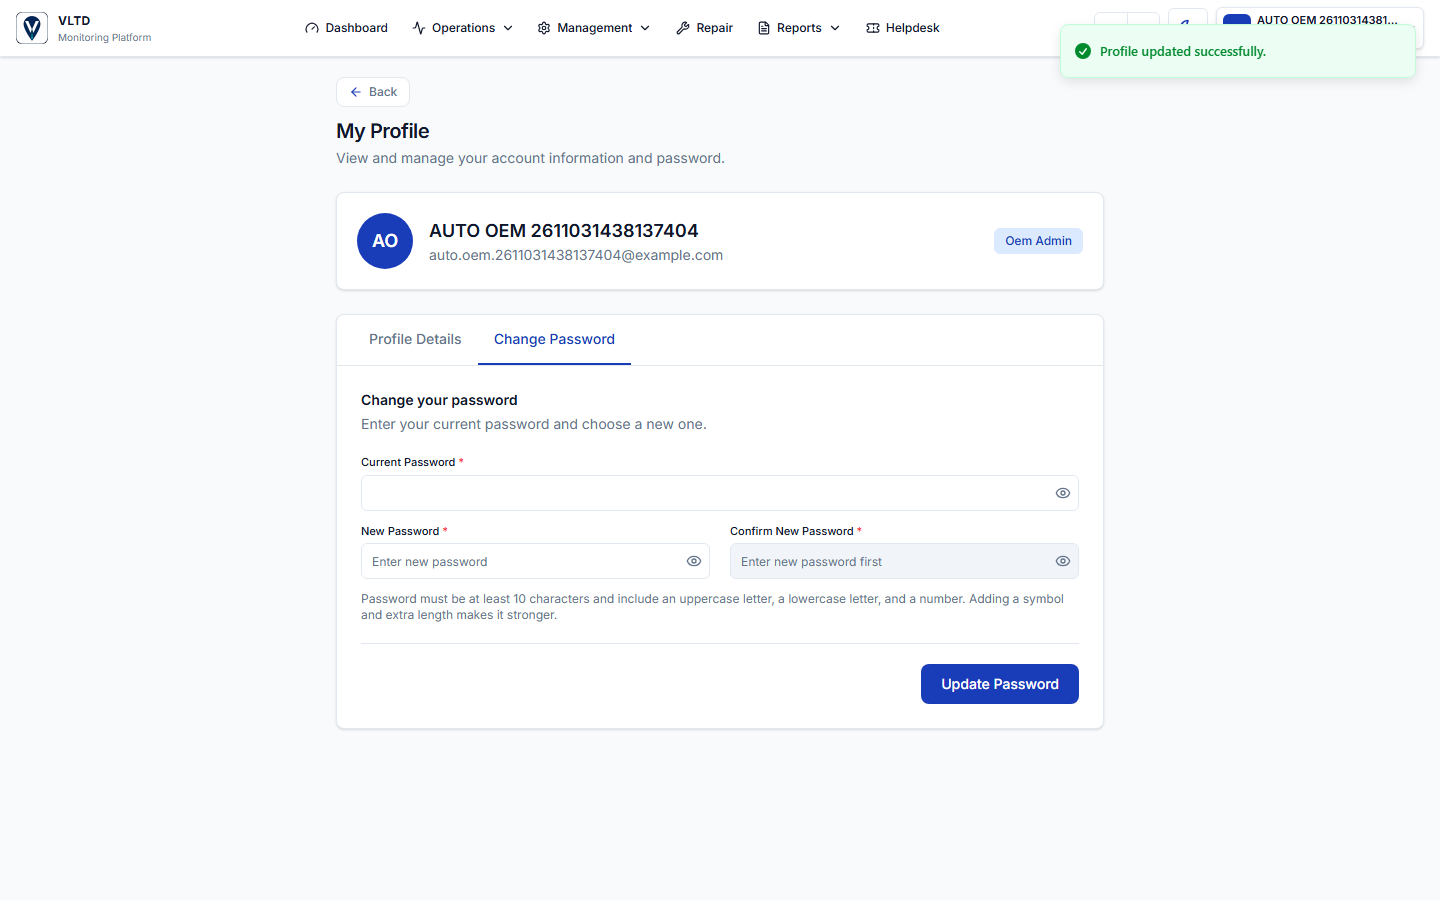 VLTD
Monitoring Platform
Dashboard
Operations
Management
Repair
Reports
Helpdesk
AUTO OEM 26110314381...
Profile updated successfully.
Back
My Profile
View and manage your account information and password.
AO
AUTO OEM 2611031438137404
auto.oem.2611031438137404@example.com
Oem Admin
Profile Details
Change Password
Change your password
Enter your current password and choose a new one.
Current Password *
New Password *
Confirm New Password *
Enter new password
Enter new password first
Password must be at least 10 characters and include an uppercase letter, a lowercase letter, and a number. Adding a symbol
and extra length makes it stronger.
Update Password